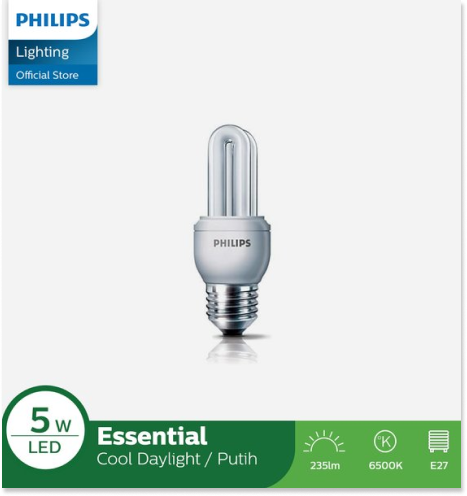 PHILIPS
Lighting
Official Store
PHILIPS
5 W
LED
Essential
Cool Daylight / Putih
235lm
°K
6500K
E27